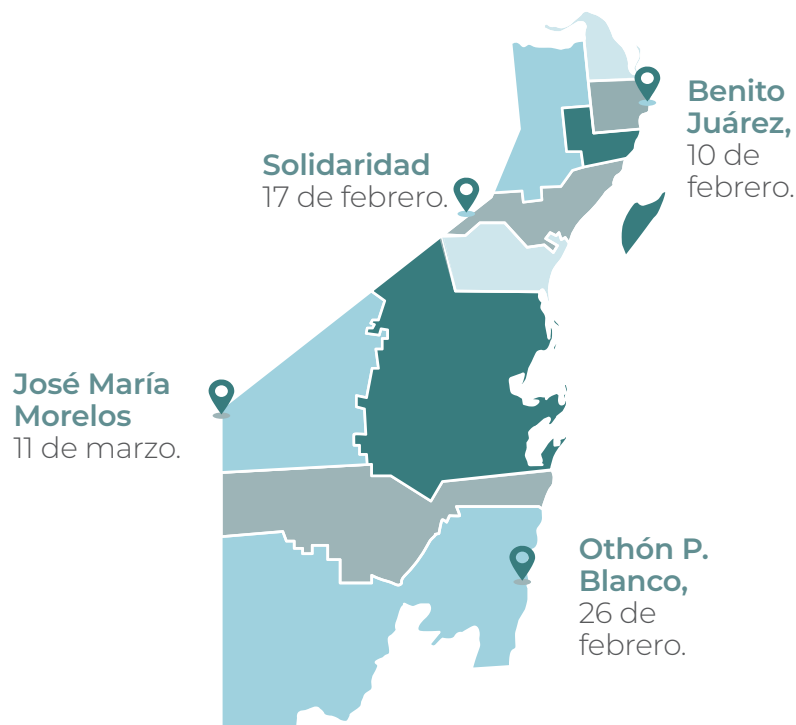 Benito
Juárez,
10 de
febrero.
Solidaridad
17 de febrero.
José María
Morelos
11 de marzo.
Othón P.
Blanco,
26 de
febrero.